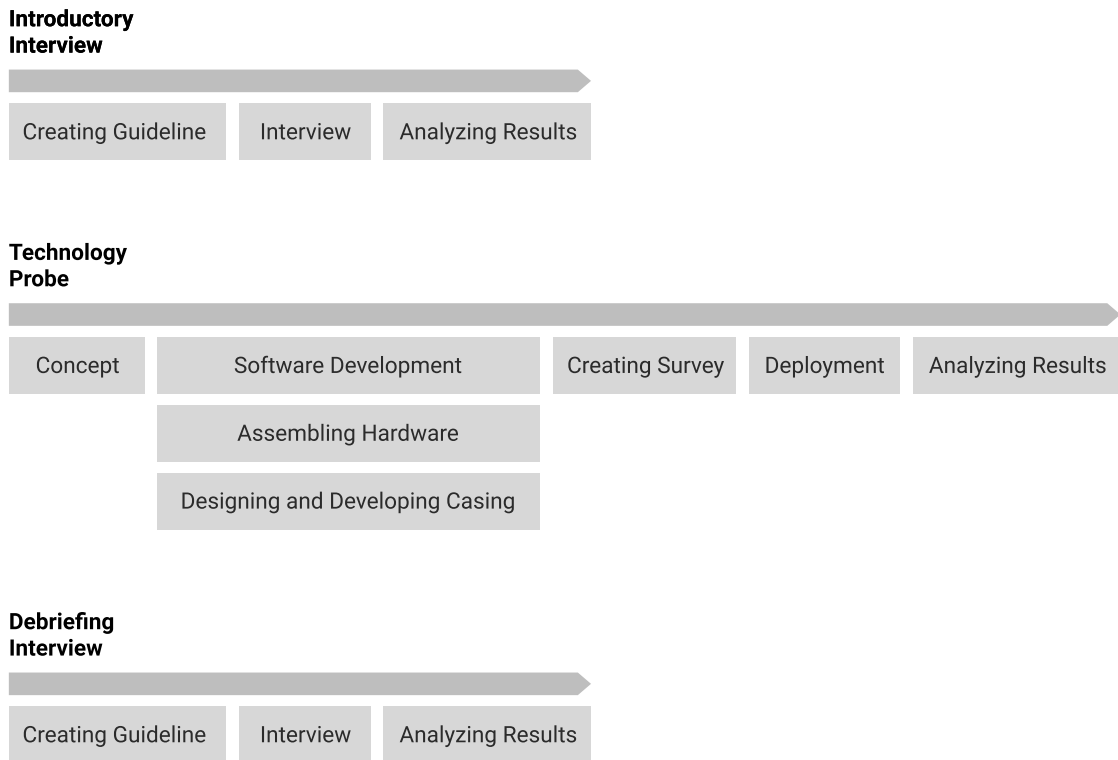 Introductory
Interview
Creating Guideline
Interview
Analyzing Results
Technology
Probe
Concept
Software Development
Creating Survey
Deployment
Analyzing Results
Assembling Hardware
Designing and Developing Casing
Debriefing
Interview
Creating Guideline
Interview
Analyzing Results